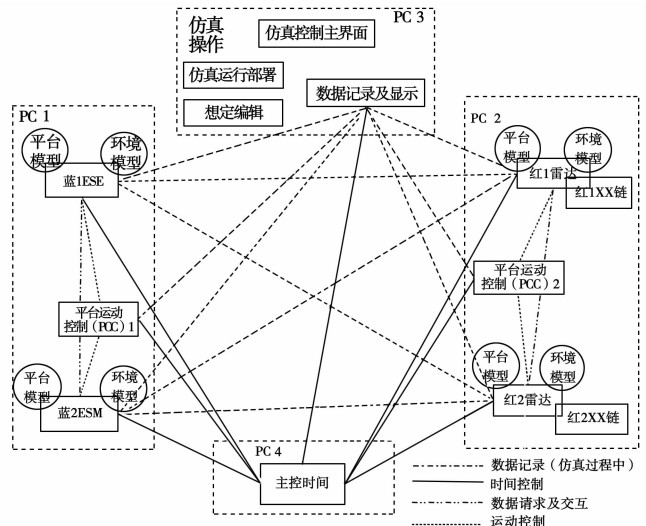 PC 3
仿真
操作
仿真控制主界面
仿真运行部署
想定编辑
数据记录及显示
PC 1
平台
模型
环境
模型
蓝1ESE
平台运动
控制(PCC)1
平台
模型
环境
模型
蓝2ESM
PC 2
平台
模型
环境
模型
红1雷达
红1XX链
平台运动
控制(PCC)2
平台
模型
环境
模型
红2雷达
红2XX链
PC 4
主控时间
数据记录(仿真过程中)
时间控制
数据请求及交互
运动控制